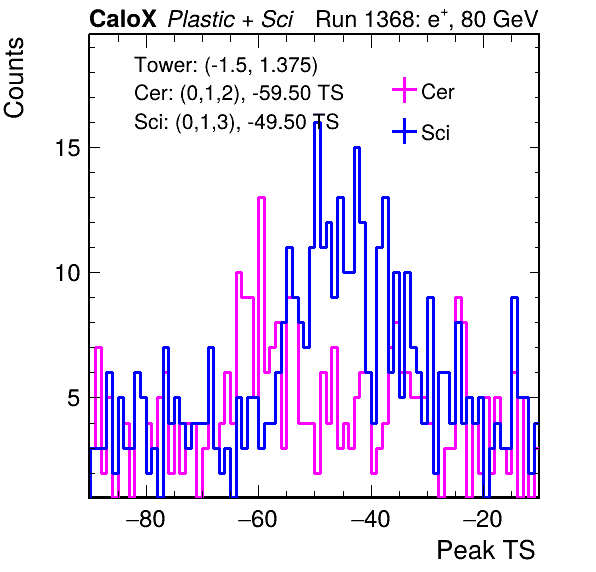 CaloX Plastic + Sci Run 1368: e+, 80 GeV
Counts
Tower: (-1.5, 1.375)
Cer: (0,1,2), -59.50 TS
Sci: (0,1,3), -49.50 TS
Cer
Sci
15
10
5
−80 −60 −40 −20
Peak TS